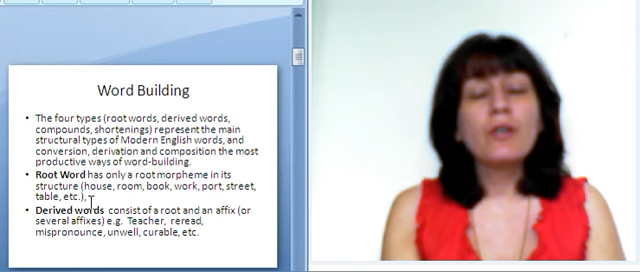 Word Building
• The four types (root words, derived words,
compounds, shortenings) represent the main
structural types of Modern English words, and
conversion, derivation and composition the most
productive ways of word-building.
• Root Word has only a root morpheme in its
structure (house, room, book, work, port, street,
table, etc.),
• Derived words consist of a root and an affix (or
several affixes) e.g. Teacher, reread,
mispronounce, unwell, curable, etc.